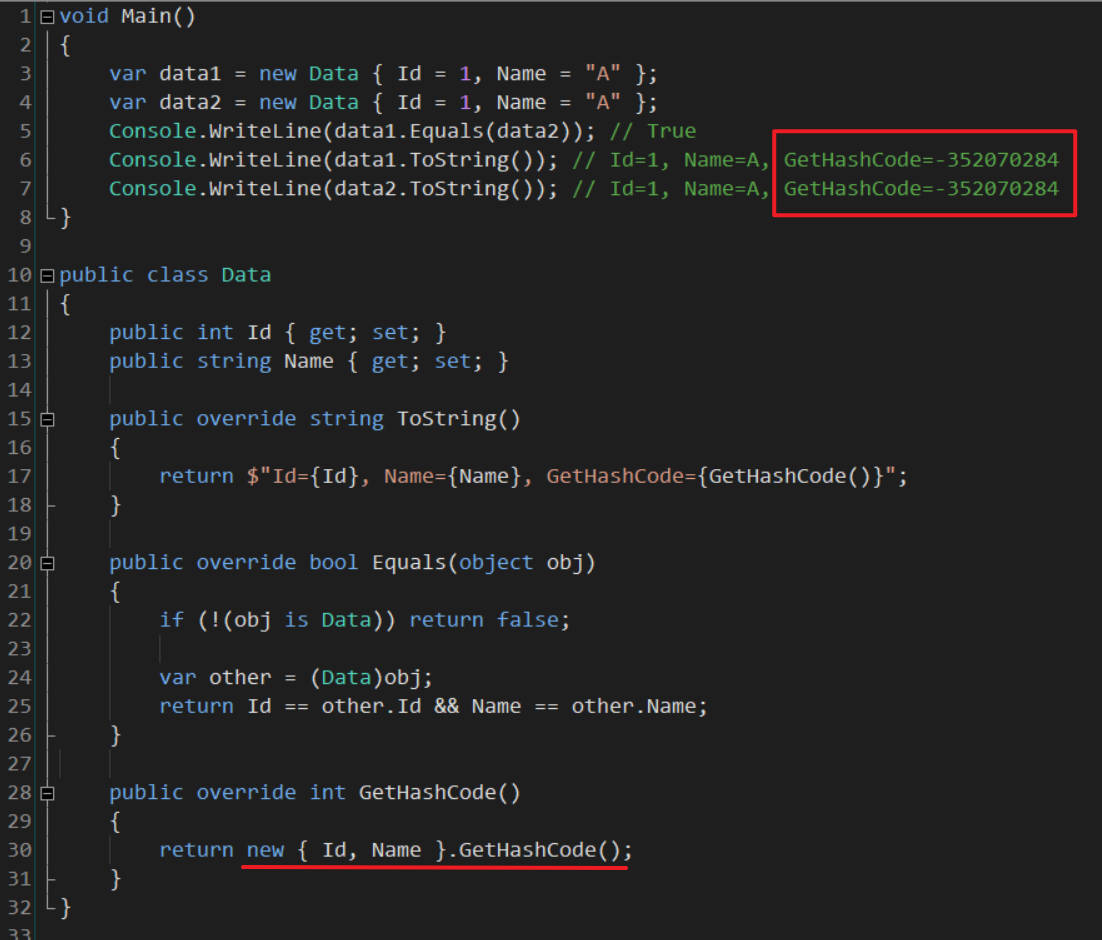 1 void Main()
2 {
3 var data1 = new Data { Id = 1, Name = "A" };
4 var data2 = new Data { Id = 1, Name = "A" };
5 Console.WriteLine(data1.Equals(data2)); // True
6 Console.WriteLine(data1.ToString()); // Id=1, Name=A, GetHashCode=-352070284
7 Console.WriteLine(data2.ToString()); // Id=1, Name=A, GetHashCode=-352070284
8 }
9
10 public class Data
11 {
12 public int Id { get; set; }
13 public string Name { get; set; }
14
15 public override string ToString()
16 {
17 return $"Id={Id}, Name={Name}, GetHashCode={GetHashCode()}";
18 }
19
20 public override bool Equals(object obj)
21 {
22 if (!(obj is Data)) return false;
23
24 var other = (Data)obj;
25 return Id == other.Id && Name == other.Name;
26 }
27
28 public override int GetHashCode()
29 {
30 return new { Id, Name }.GetHashCode();
31 }
32 }
33